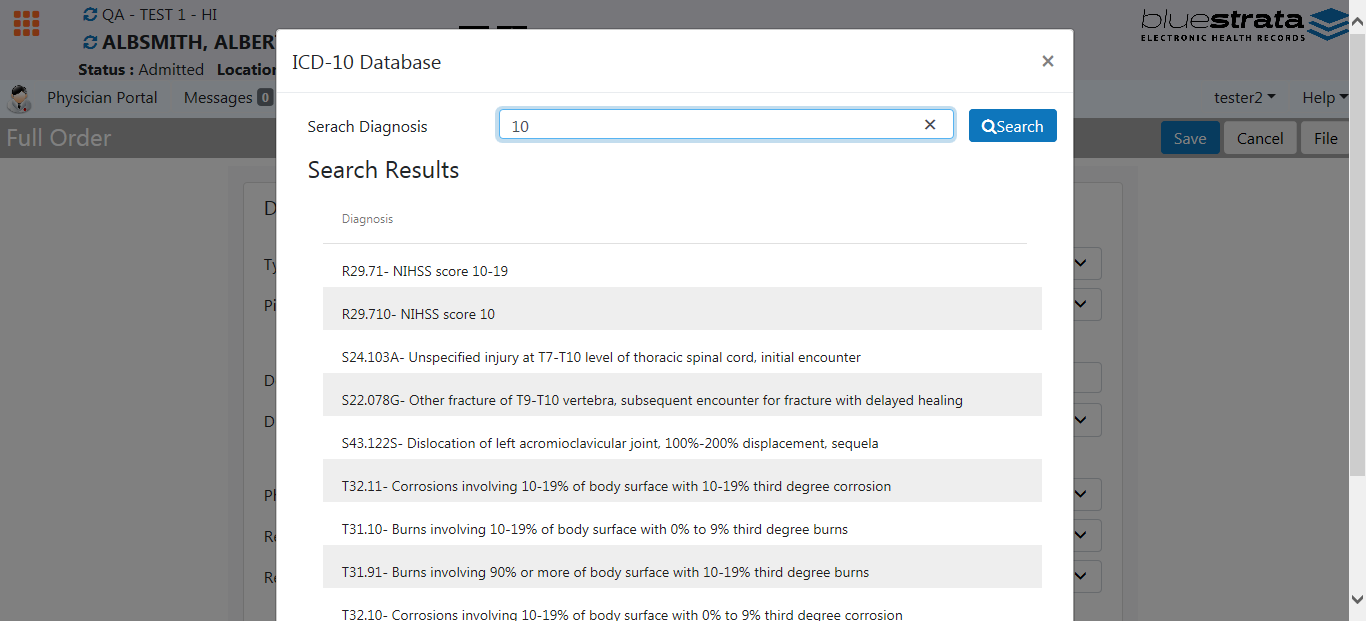 QA - TEST 1 - HI
ALBSMITH, ALBER
Status : Admitted Location
bluestrata
ELECTRONIC HEALTH RECORDS
Physician Portal Messages 0
tester2 Help
Full Order
Save Cancel File
ICD-10 Database ×
Serach Diagnosis 10 × Search
Search Results
Diagnosis
R29.71- NIHSS score 10-19
R29.710- NIHSS score 10
S24.103A- Unspecified injury at T7-T10 level of thoracic spinal cord, initial encounter
S22.078G- Other fracture of T9-T10 vertebra, subsequent encounter for fracture with delayed healing
S43.122S- Dislocation of left acromioclavicular joint, 100%-200% displacement, sequela
T32.11- Corrosions involving 10-19% of body surface with 10-19% third degree corrosion
T31.10- Burns involving 10-19% of body surface with 0% to 9% third degree burns
T31.91- Burns involving 90% or more of body surface with 10-19% third degree burns
T32.10- Corrosions involving 10-19% of body surface with 0% to 9% third degree corrosion